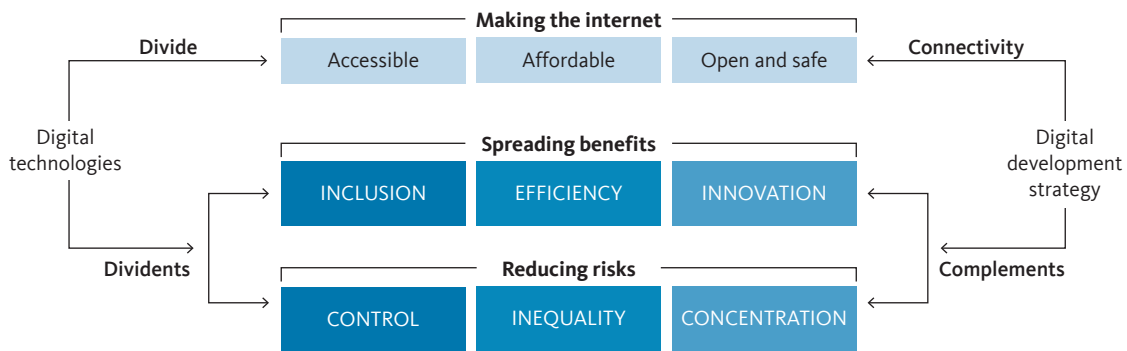 Making the internet
Divide
Accessible
Affordable
Open and safe
Connectivity
Digital
technologies
Digital
development
strategy
Spreading benefits
INCLUSION
EFFICIENCY
INNOVATION
Dividents
Complements
Reducing risks
CONTROL
INEQUALITY
CONCENTRATION